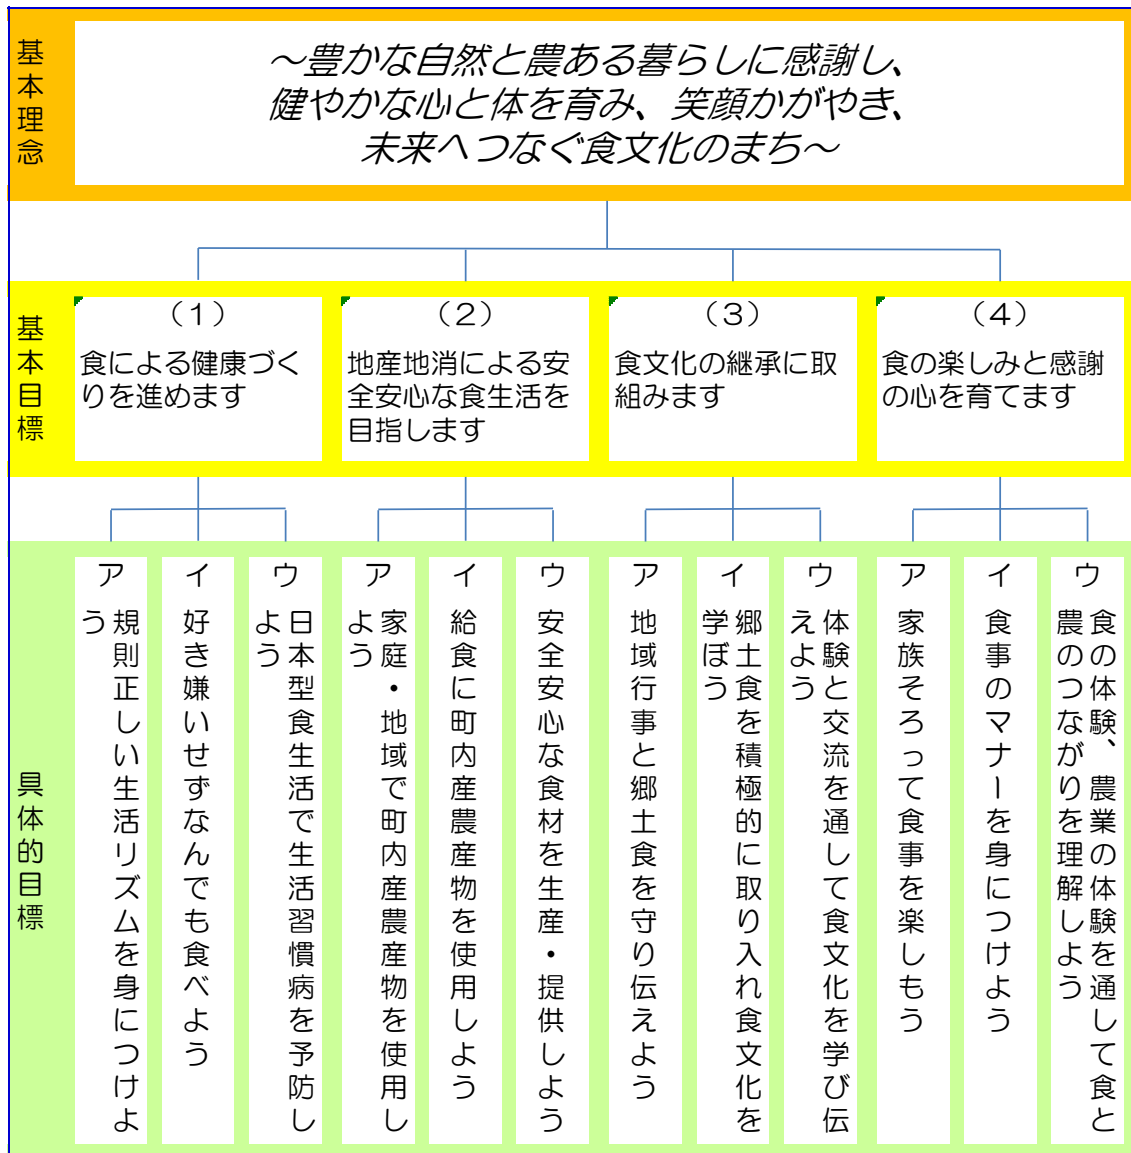 基本理念
～豊かな自然と農ある暮らしに感謝し、
健やかな心と体を育み、笑顔かがやき、
未来へつなぐ食文化のまち～
基本目標
（１）
食による健康づく
りを進めます
（２）
地産地消による安
全安心な食生活を
目指します
（３）
食文化の継承に取
組みます
（４）
食の楽しみと感謝
の心を育てます
具体的目標
ア
規則正しい生活リズムを身につけよ
う
イ
好き嫌いせずなんでも食べよう
ウ
日本型食生活で生活習慣病を予防し
よう
ア
家庭・地域で町内産農産物を使用し
よう
イ
給食に町内産農産物を使用しよう
ウ
安全安心な食材を生産・提供しよう
ア
地域行事と郷土食を守り伝えよう
イ
郷土食を積極的に取り入れ食文化を
学ぼう
ウ
体験と交流を通して食文化を学び伝
えよう
ア
家族そろって食事を楽しもう
イ
食事のマナーを身につけよう
ウ
食の体験、農業の体験を通して食と
農のつながりを理解しよう